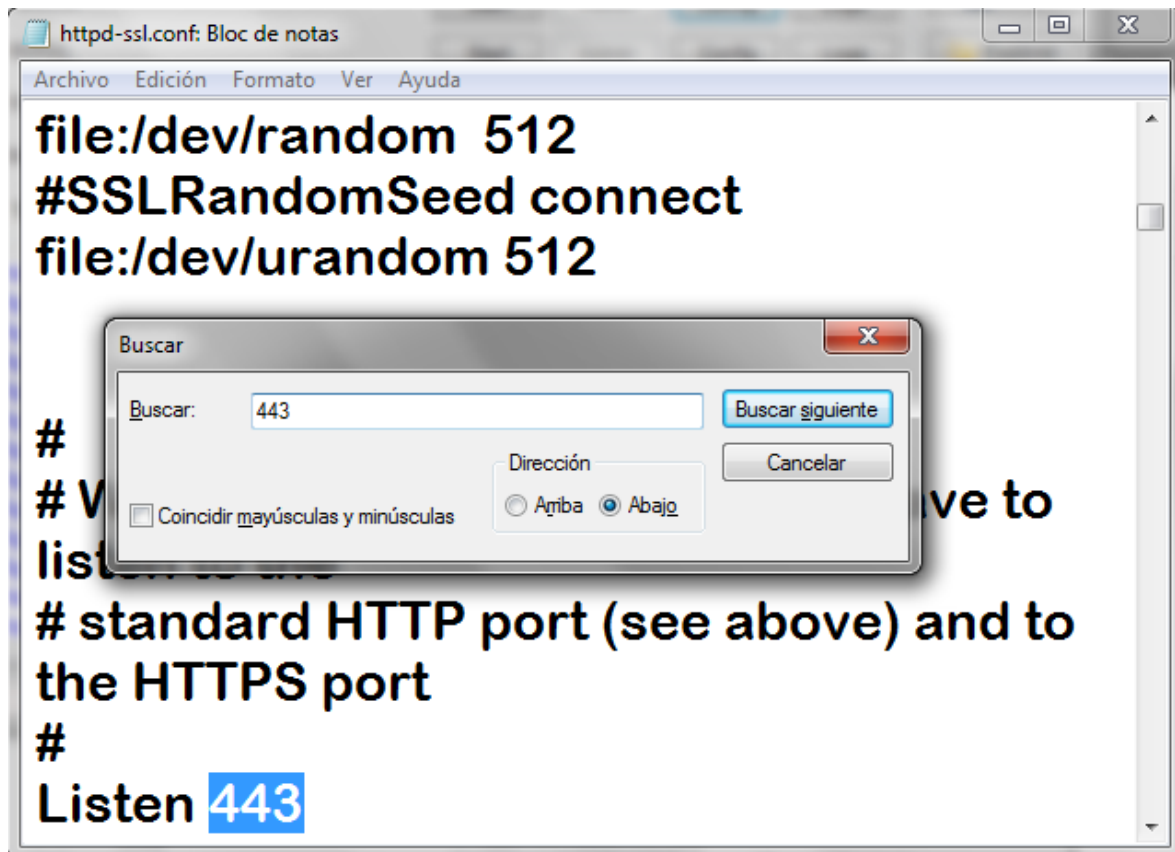 httpd-ssl.conf: Bloc de notas
Archivo Edición Formato Ver Ayuda
file:/dev/random 512
#SSLRandomSeed connect
file:/dev/urandom 512
Buscar
Buscar: 443 Buscar siguiente
Dirección Cancelar
Coincidir mayúsculas y minúsculas Arriba Abajo
#
# ve to
# standard HTTP port (see above) and to
the HTTPS port
#
Listen 443